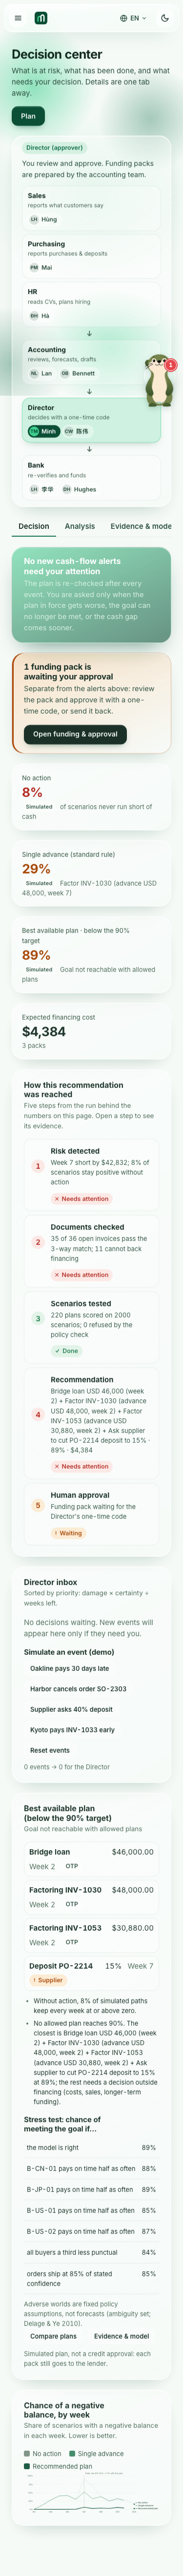 EN
Decision center
What is at risk, what has been done, and what
needs your decision. Details are one tab
away.
Plan
Director (approver)
You review and approve. Funding packs
are prepared by the accounting team.
Sales
reports what customers say
LH Hùng
Purchasing
reports purchases & deposits
PM Mai
HR
reads CVs, plans hiring
ĐH Hà
↓
Accounting
reviews, forecasts, drafts
NL Lan OB Bennett
1
↓
Director
decides with a one-time code
Minh CW 陈伟
↓
Bank
re-verifies and funds
LH 李华 DH Hughes
Decision Analysis Evidence & mode
No new cash-flow alerts
need your attention
The plan is re-checked after every
event. You are asked only when the
plan in force gets worse, the goal can
no longer be met, or the cash gap
comes sooner.
1 funding pack is
awaiting your approval
Separate from the alerts above: review
the pack and approve it with a one-
time code, or send it back.
Open funding & approval
No action
8%
Simulated of scenarios never run short of
cash
Single advance (standard rule)
29%
Simulated Factor INV-1030 (advance USD
48,000, week 7)
Best available plan · below the 90%
target
89%
Simulated Goal not reachable with allowed
plans
Expected financing cost
$4,384
3 packs
How this recommendation
was reached
Five steps from the run behind the
numbers on this page. Open a step to see
its evidence.
1
Risk detected
Week 7 short by $42,832; 8% of
scenarios stay positive without
action
× Needs attention
2
Documents checked
35 of 36 open invoices pass the
3-way match; 11 cannot back
financing
× Needs attention
3
Scenarios tested
220 plans scored on 2000
scenarios; 0 refused by the
policy check
✓ Done
4
Recommendation
Bridge loan USD 46,000 (week
2) + Factor INV-1030 (advance
USD 48,000, week 2) + Factor
INV-1053 (advance USD
30,880, week 2) + Ask supplier
to cut PO-2214 deposit to 15% ·
89% · $4,384
× Needs attention
5
Human approval
Funding pack waiting for the
Director's one-time code
! Waiting
Director inbox
Sorted by priority: damage × certainty ÷
weeks left.
No decisions waiting. New events will
appear here only if they need you.
Simulate an event (demo)
Oakline pays 30 days late
Harbor cancels order SO-2303
Supplier asks 40% deposit
Kyoto pays INV-1033 early
Reset events
0 events → 0 for the Director
Best available plan
(below the 90% target)
Goal not reachable with allowed plans
Bridge loan $46,000.00
Week 2 OTP
Factoring INV-1030 $48,000.00
Week 2 OTP
Factoring INV-1053 $30,880.00
Week 2 OTP
Deposit PO-2214 15% Week 7
! Supplier
• Without action, 8% of simulated paths
keep every week at or above zero.
• No allowed plan reaches 90%. The
closest is Bridge loan USD 46,000 (week
2) + Factor INV-1030 (advance USD
48,000, week 2) + Factor INV-1053
(advance USD 30,880, week 2) + Ask
supplier to cut PO-2214 deposit to 15%
at 89%; the rest needs a decision outside
financing (costs, sales, longer-term
funding).
Stress test: chance of
meeting the goal if...
the model is right 89%
B-CN-01 pays on time half as often 88%
B-JP-01 pays on time half as often 89%
B-US-01 pays on time half as often 85%
B-US-02 pays on time half as often 87%
all buyers a third less punctual 84%
orders ship at 85% of stated 85%
confidence
Adverse worlds are fixed policy
assumptions, not forecasts (ambiguity set;
Delage & Ye 2010).
Compare plans Evidence & model
Simulated plan, not a credit approval: each
pack still goes to the lender.
Chance of a negative
balance, by week
Share of scenarios with a negative balance
in each week. Lower is better.
No action Single advance
Recommended plan